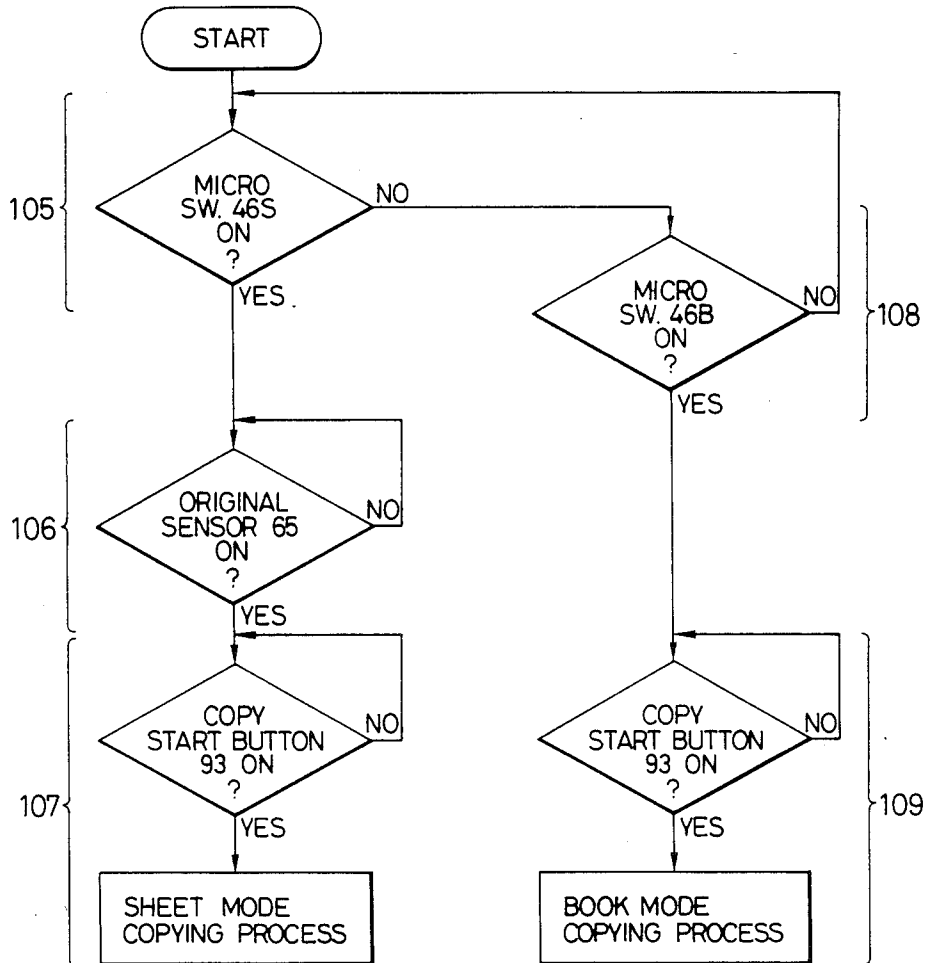 START
105
MICRO
SW. 46S
ON
?
NO
YES
MICRO
SW. 46B
ON
?
NO
YES
108
106
ORIGINAL
SENSOR 65
ON
?
NO
YES
107
COPY
START BUTTON
93 ON
?
NO
YES
SHEET MODE
COPYING PROCESS
COPY
START BUTTON
93 ON
?
NO
YES
109
BOOK MODE
COPYING PROCESS